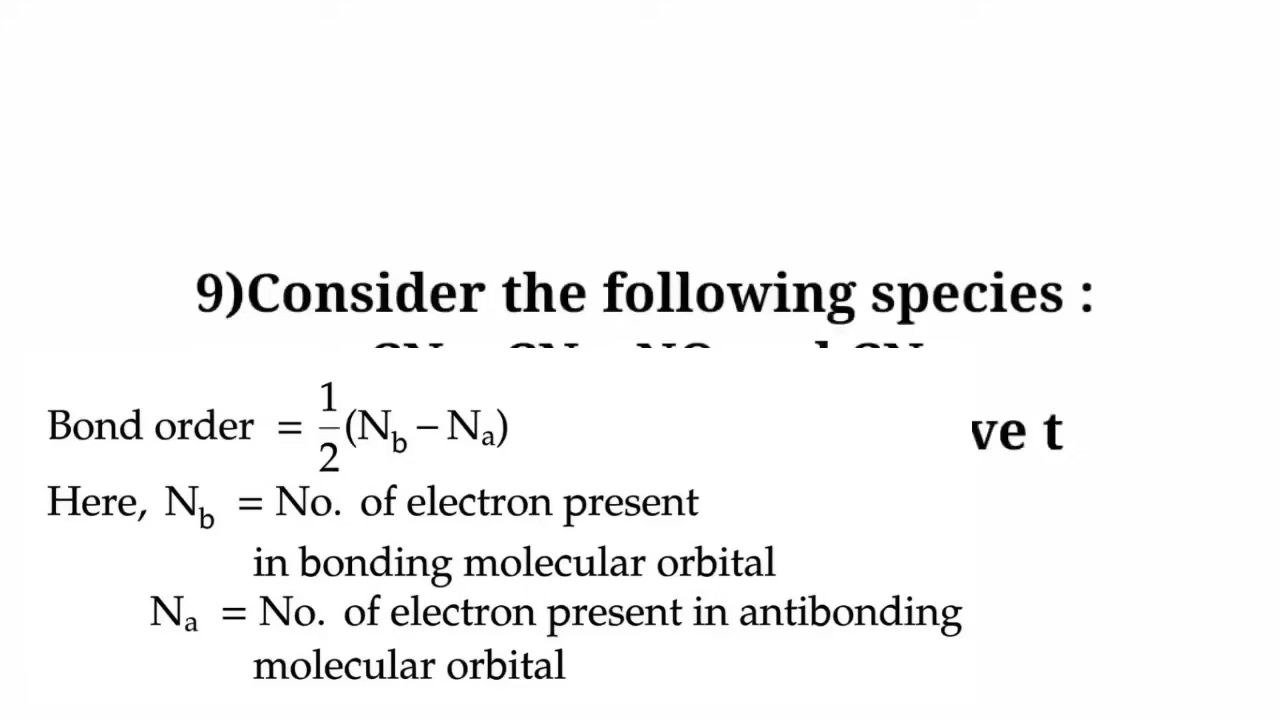 9)Consider the following species :
Bond order = 1/2 (N_b – N_a)
ve t
Here, N_b = No. of electron present
in bonding molecular orbital
N_a = No. of electron present in antibonding
molecular orbital